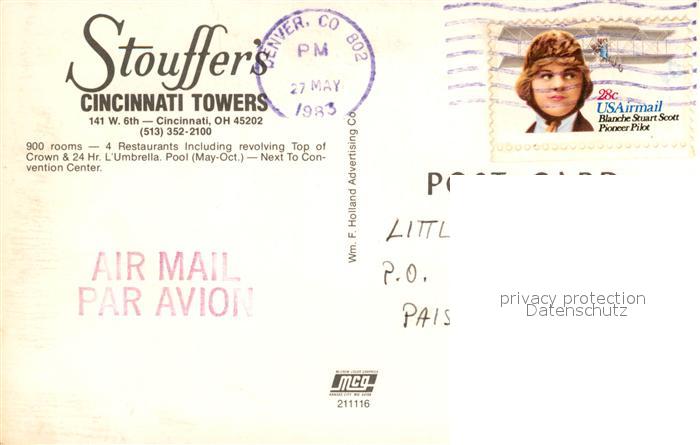 Stouffer's
CINCINNATI TOWERS
141 W. 6th — Cincinnati, OH 45202
(513) 352-2100
900 rooms — 4 Restaurants Including revolving Top of
Crown & 24 Hr. L'Umbrella. Pool (May-Oct.) — Next To Con-
vention Center.
DENVER, CO 802
PM
27 MAY
1983
28c
USAirmail
Blanche Stuart Scott
Pioneer Pilot
POST CARD
Wm. F. Holland Advertising Co.
LITTL
P.O.
PAIS
AIR MAIL
PAR AVION
privacy protection
Datenschutz
mcg
211116